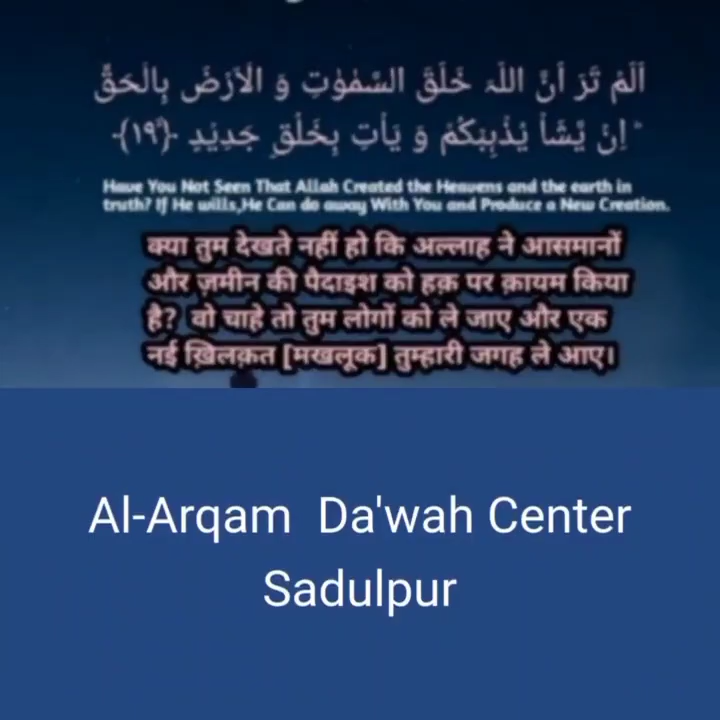 اَلَمْ تَرَ اَنَّ اللّٰہَ خَلَقَ السَّمٰوٰتِ وَ الْاَرْضَ بِالْحَقِّ
ؕ اِنْ یَّشَاْ یُذْہِبْکُمْ وَ یَاْتِ بِخَلْقٍ جَدِیْدٍ ﴿۱۹﴾ۙ
Have You Not Seen That Allah Created the Heavens and the earth in
truth? If He wills,He Can do away With You and Produce a New Creation.
क्या तुम देखते नहीं हो कि अल्लाह ने आसमानों
और ज़मीन की पैदाइश को हक़ पर क़ायम किया
है? वो चाहे तो तुम लोगों को ले जाए और एक
नई ख़िलक़त [मखलूक] तुम्हारी जगह ले आए।
Al-Arqam Da'wah Center
Sadulpur